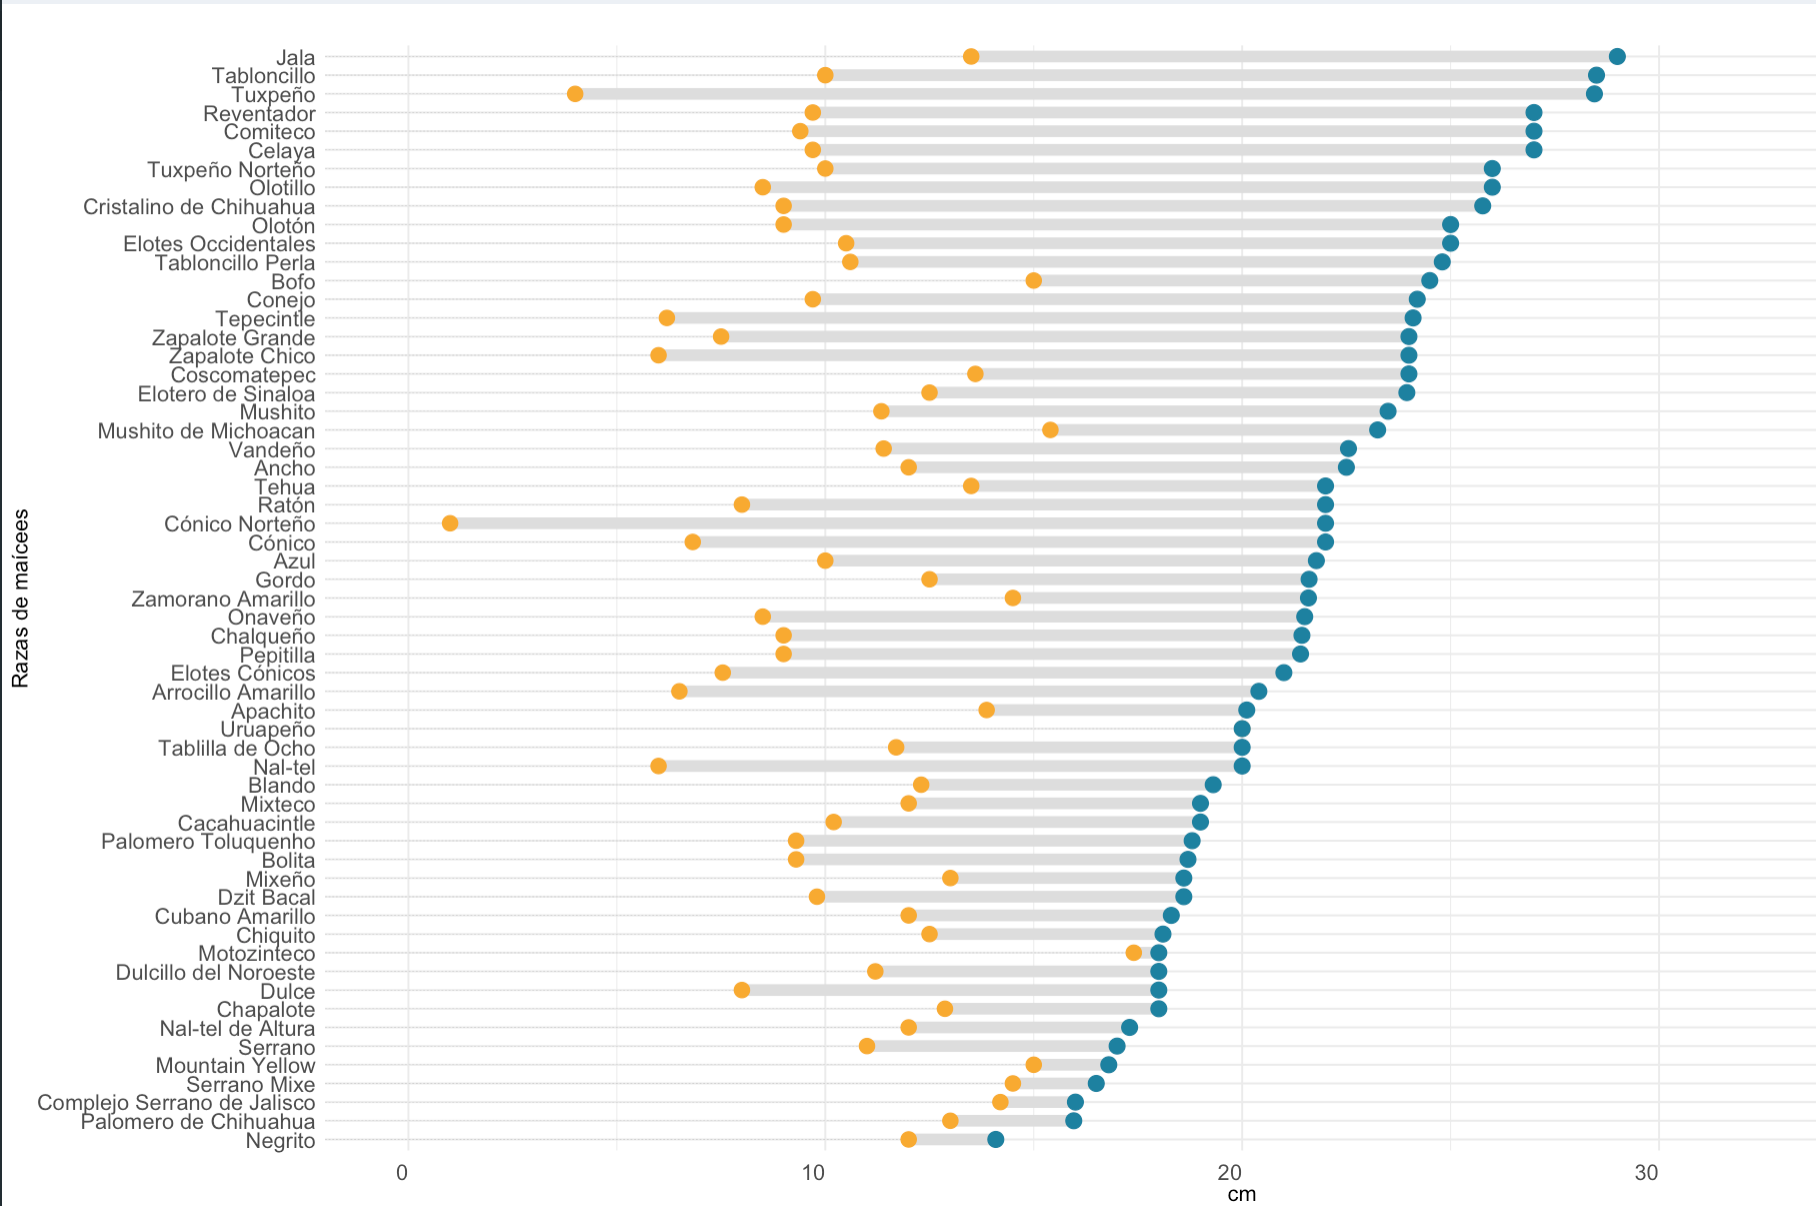 Razas de maícees
Jala
Tabloncillo
Tuxpeño
Reventador
Comiteco
Celaya
Tuxpeño Norteño
Olotillo
Cristalino de Chihuahua
Olotón
Elotes Occidentales
Tabloncillo Perla
Bofo
Conejo
Tepecintle
Zapalote Grande
Zapalote Chico
Coscomatepec
Elotero de Sinaloa
Mushito
Mushito de Michoacan
Vandeño
Ancho
Tehua
Ratón
Cónico Norteño
Cónico
Azul
Gordo
Zamorano Amarillo
Onaveño
Chalqueño
Pepitilla
Elotes Cónicos
Arrocillo Amarillo
Apachito
Uruapeño
Tablilla de Ocho
Nal-tel
Blando
Mixteco
Cacahuacintle
Palomero Toluquenho
Bolita
Mixeño
Dzit Bacal
Cubano Amarillo
Chiquito
Motozinteco
Dulcillo del Noroeste
Dulce
Chapalote
Nal-tel de Altura
Serrano
Mountain Yellow
Serrano Mixe
Complejo Serrano de Jalisco
Palomero de Chihuahua
Negrito
0 10 20 30
cm